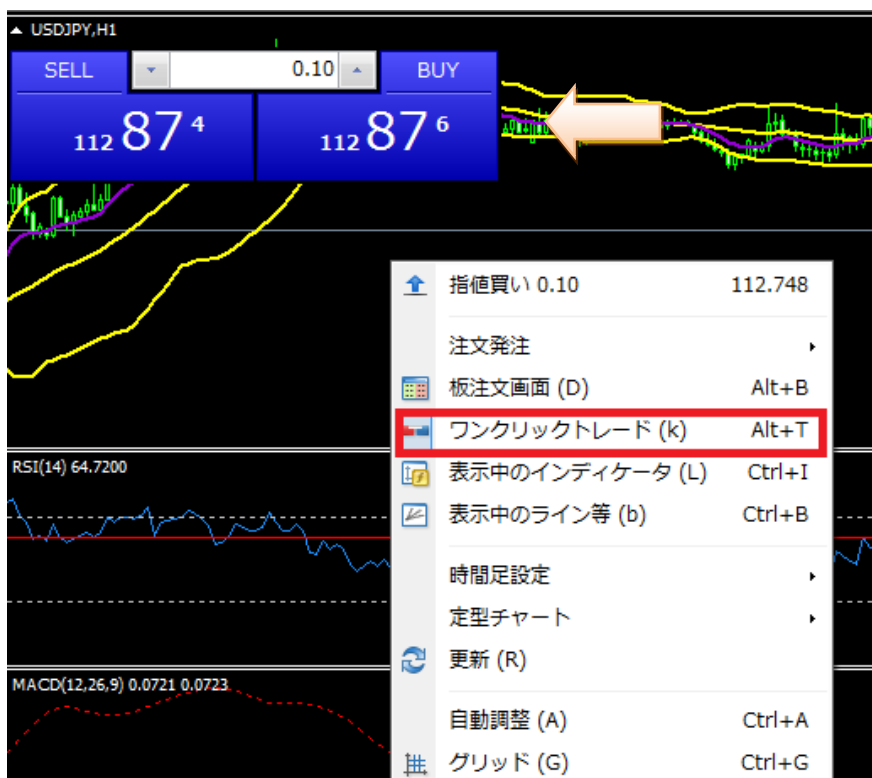 USDJPY,H1
SELL 0.10 BUY
112 87 4 112 87 6
指値買い 0.10 112.748
注文発注
板注文画面 (D) Alt+B
ワンクリックトレード (k) Alt+T
表示中のインディケータ (L) Ctrl+I
表示中のライン等 (b) Ctrl+B
時間足設定
定型チャート
更新 (R)
自動調整 (A) Ctrl+A
グリッド (G) Ctrl+G
RSI(14) 64.7200
MACD(12,26,9) 0.0721 0.0723